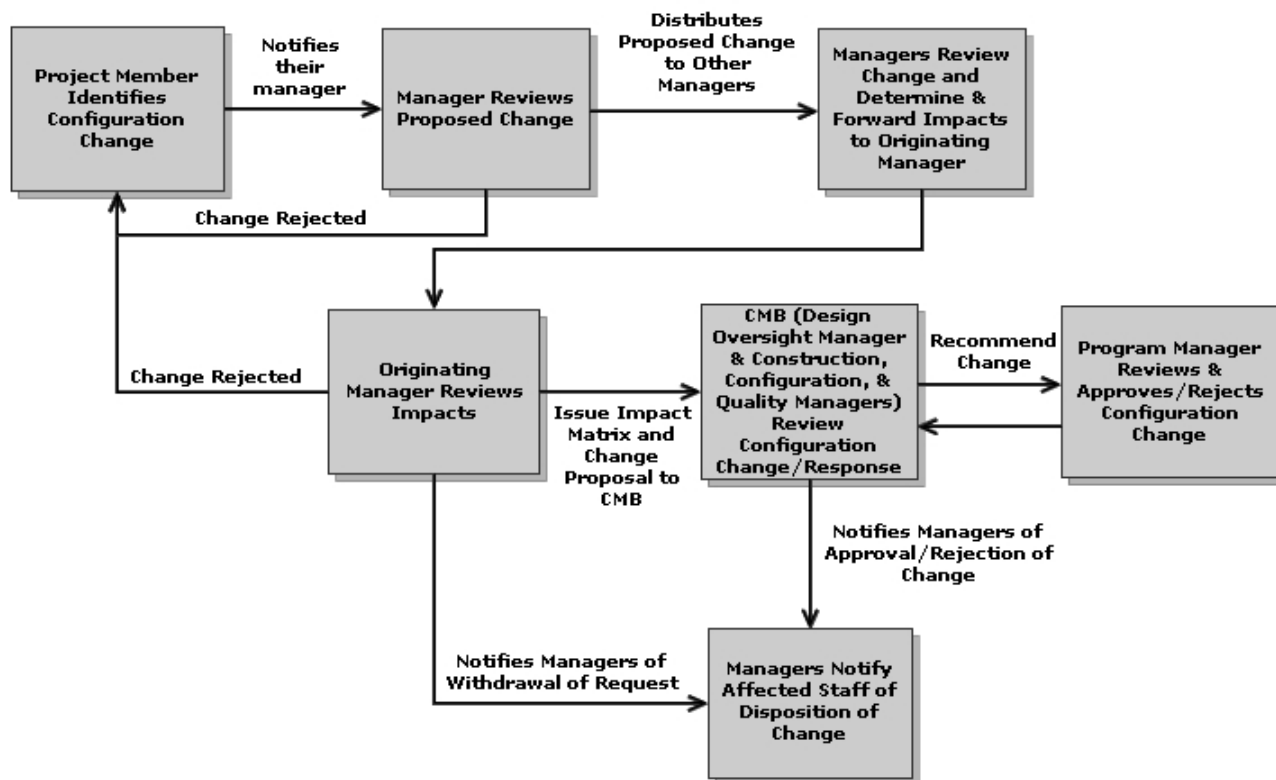 Project Member
Identifies
Configuration
Change
Notifies
their
manager
Manager Reviews
Proposed Change
Distributes
Proposed Change
to Other
Managers
Managers Review
Change and
Determine &
Forward Impacts
to Originating
Manager
Change Rejected
Change Rejected
Originating
Manager Reviews
Impacts
Issue Impact
Matrix and
Change
Proposal to
CMB
CMB (Design
Oversight Manager
& Construction,
Configuration, &
Quality Managers)
Review
Configuration
Change/Response
Recommend
Change
Program Manager
Reviews &
Approves/Rejects
Configuration
Change
Notifies Managers of
Approval/Rejection of
Change
Notifies Managers of
Withdrawal of Request
Managers Notify
Affected Staff of
Disposition of
Change